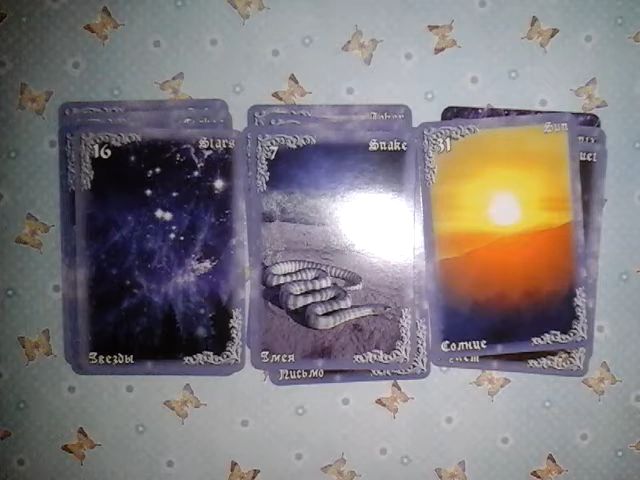 16
Stars
Звезды
7
Snake
Змея
Письмо
31
Sun
Солнце